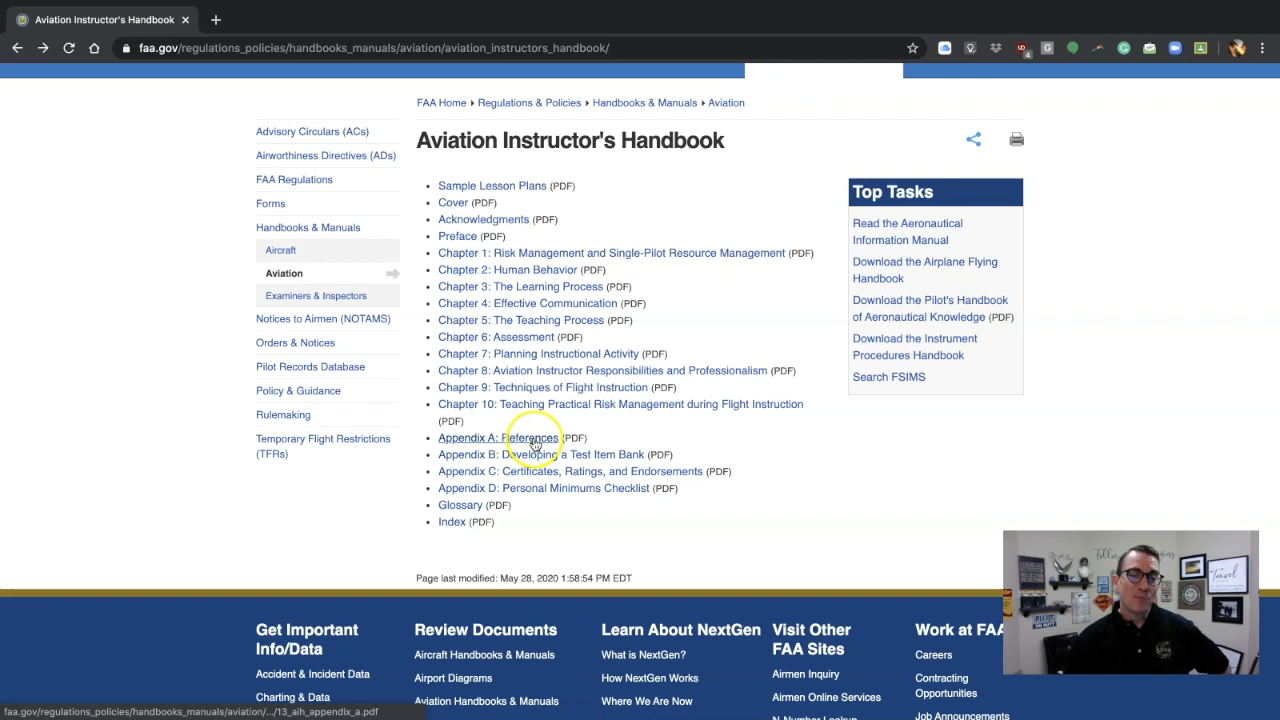 Aviation Instructor's Handbook
faa.gov/regulations_policies/handbooks_manuals/aviation/aviation_instructors_handbook/
4
FAA Home Regulations & Policies Handbooks & Manuals Aviation
Advisory Circulars (ACs)
Airworthiness Directives (ADs)
FAA Regulations
Forms
Handbooks & Manuals
Aircraft
Aviation
Examiners & Inspectors
Notices to Airmen (NOTAMS)
Orders & Notices
Pilot Records Database
Policy & Guidance
Rulemaking
Temporary Flight Restrictions
(TFRs)
Aviation Instructor's Handbook
Sample Lesson Plans (PDF)
Cover (PDF)
Acknowledgments (PDF)
Preface (PDF)
Chapter 1: Risk Management and Single-Pilot Resource Management (PDF)
Chapter 2: Human Behavior (PDF)
Chapter 3: The Learning Process (PDF)
Chapter 4: Effective Communication (PDF)
Chapter 5: The Teaching Process (PDF)
Chapter 6: Assessment (PDF)
Chapter 7: Planning Instructional Activity (PDF)
Chapter 8: Aviation Instructor Responsibilities and Professionalism (PDF)
Chapter 9: Techniques of Flight Instruction (PDF)
Chapter 10: Teaching Practical Risk Management during Flight Instruction
(PDF)
Appendix A: References (PDF)
Appendix B: Developing a Test Item Bank (PDF)
Appendix C: Certificates, Ratings, and Endorsements (PDF)
Appendix D: Personal Minimums Checklist (PDF)
Glossary (PDF)
Index (PDF)
Page last modified: May 28, 2020 1:58:54 PM EDT
Top Tasks
Read the Aeronautical
Information Manual
Download the Airplane Flying
Handbook
Download the Pilot's Handbook
of Aeronautical Knowledge (PDF)
Download the Instrument
Procedures Handbook
Search FSIMS
Travel
Get Important
Info/Data
Accident & Incident Data
Charting & Data
Review Documents
Aircraft Handbooks & Manuals
Airport Diagrams
Aviation Handbooks & Manuals
Learn About NextGen
What is NextGen?
How NextGen Works
Where We Are Now
Visit Other
FAA Sites
Airmen Inquiry
Airmen Online Services
N-Number Lookup
Work at FAA
Careers
Contracting
Opportunities
Job Announcements
faa.gov/regulations_policies/handbooks_manuals/aviation/.../13_aih_appendix_a.pdf